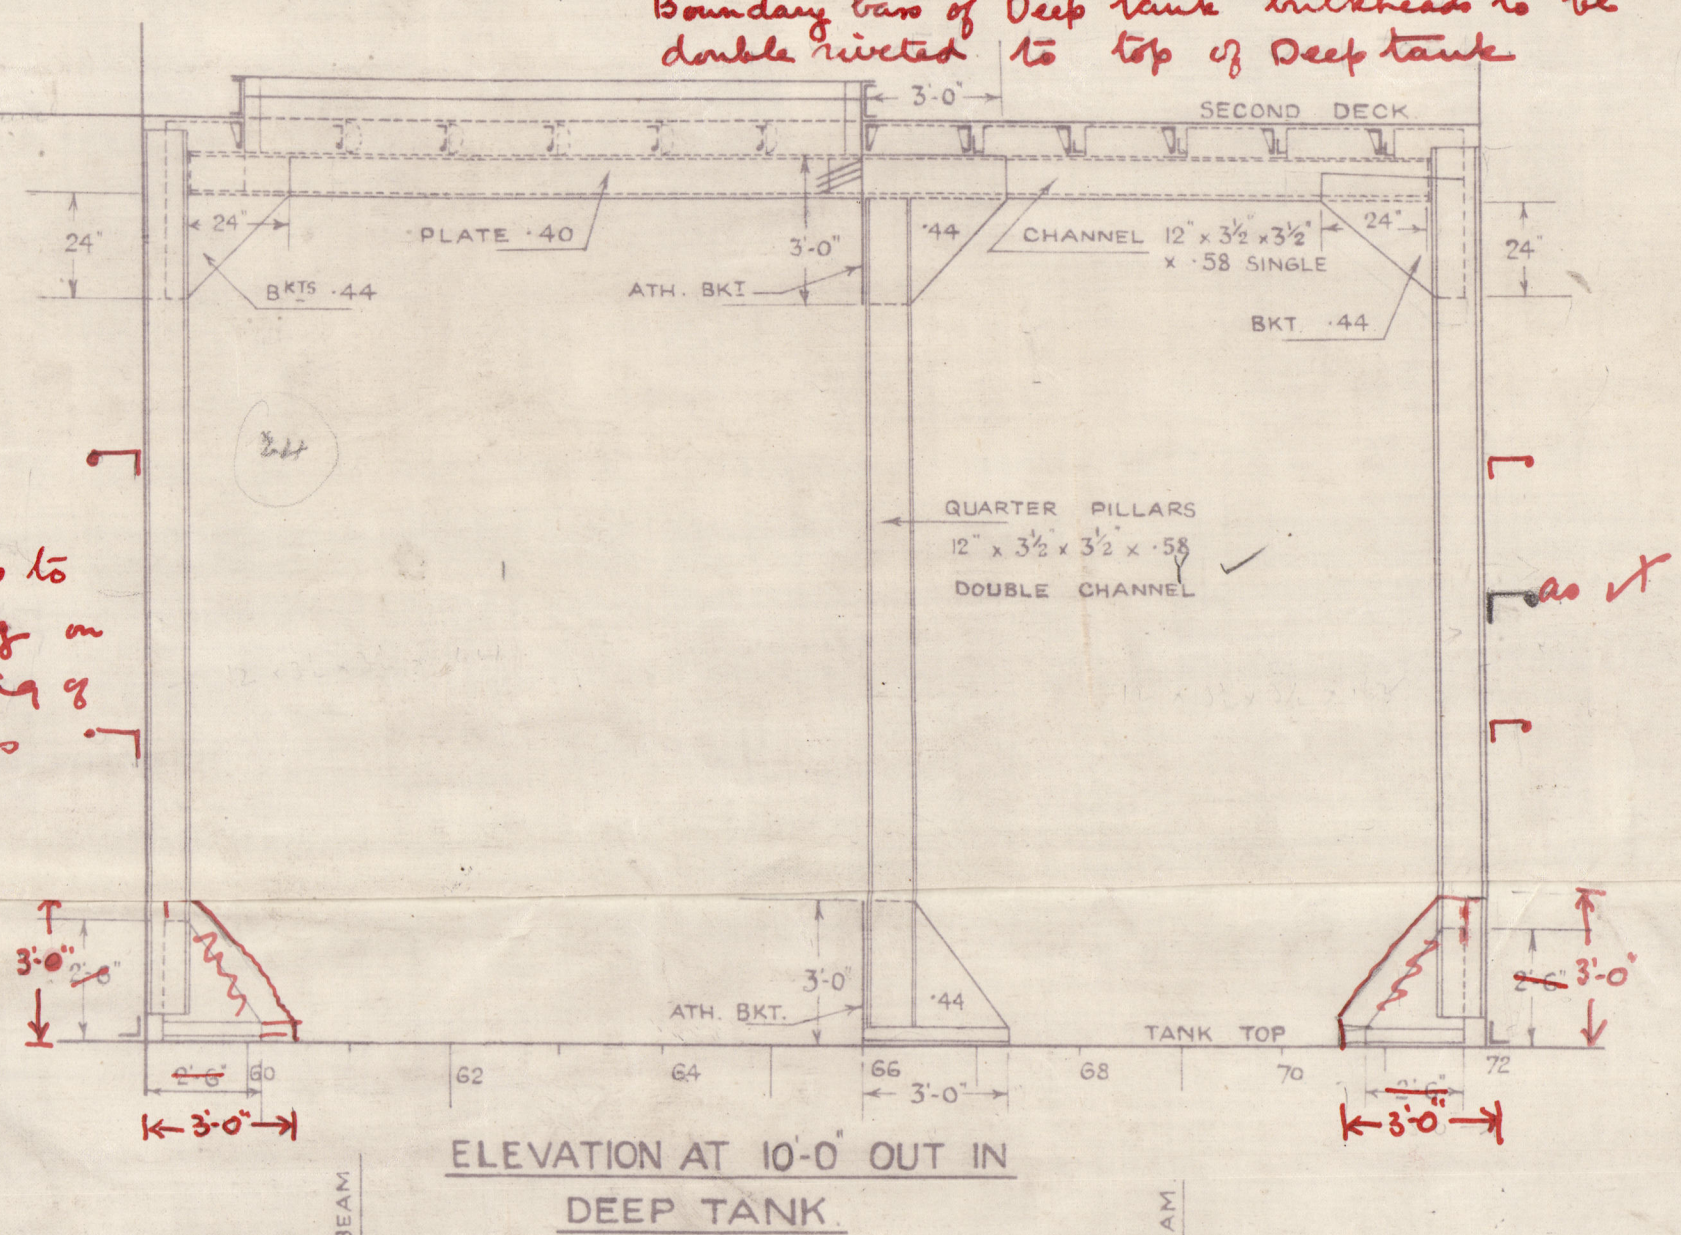 Boundary bars of Deep tank bulkheads to be
double riveted to top of Deep tank
3'-0"
SECOND DECK
24"
24"
PLATE .40
3'-0"
.44
CHANNEL 12" x 3½" x 3½"
x .58 SINGLE
24"
24"
BKTS .44
ATH. BKT
BKT .44
QUARTER PILLARS
12" x 3½" x 3½" x .58
DOUBLE CHANNEL
to
on
as
3'-0"
2'-6"
3'-0"
ATH. BKT.
.44
TANK TOP
2'-6"
3'-0"
2'-6"
60
62
64
66
68
70
72
3'-0"
2'-6"
3'-0"
3'-0"
ELEVATION AT 10'-0" OUT IN
DEEP TANK.
BEAM
AM.